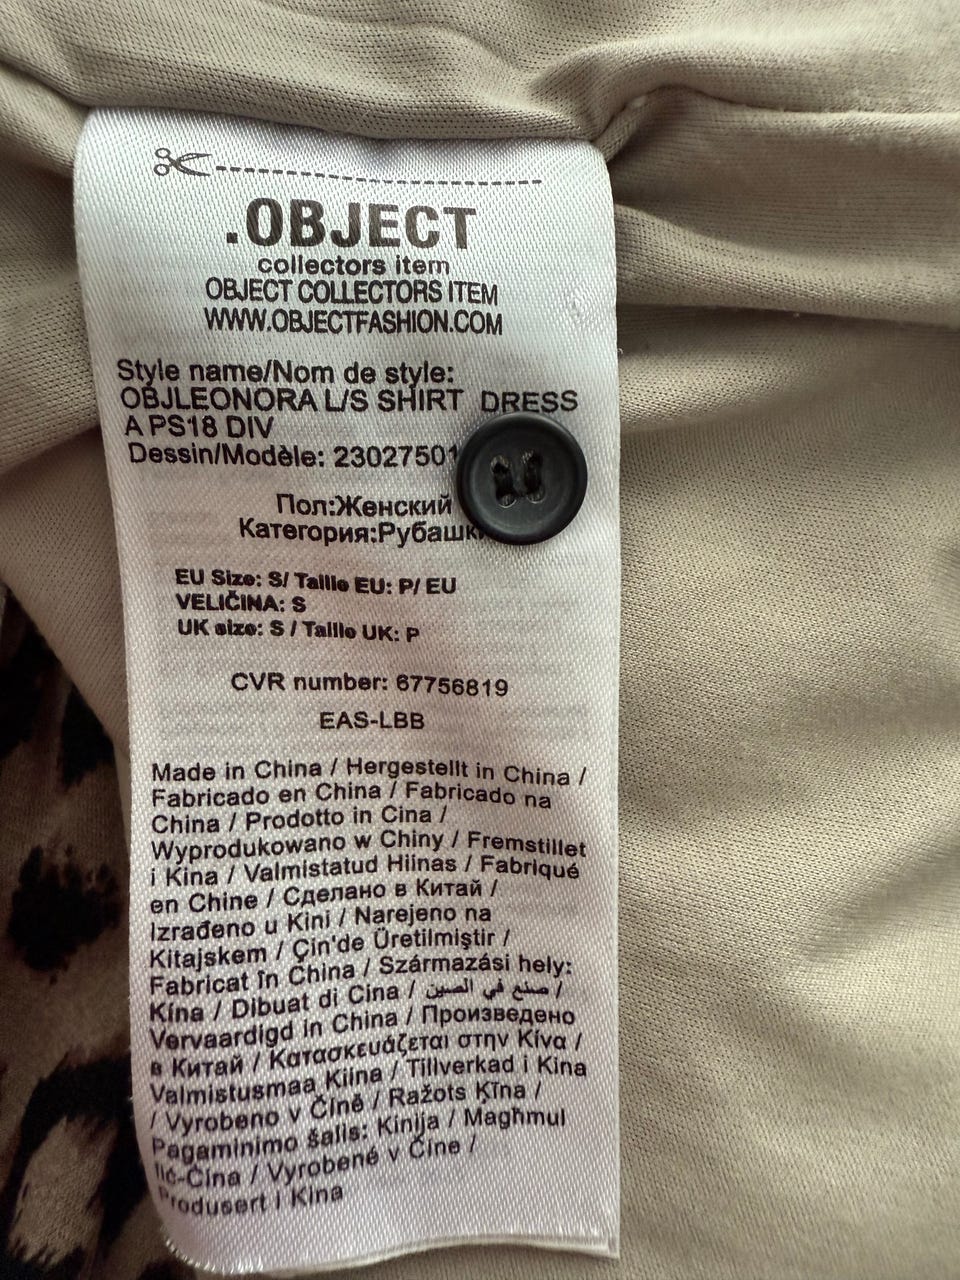 .OBJECT
collectors item
OBJECT COLLECTORS ITEM
WWW.OBJECTFASHION.COM
Style name/Nom de style:
OBJLEONORA L/S SHIRT DRESS
A PS18 DIV
Dessin/Modèle: 23027501
Пол:Женский
Категория:Рубашки
EU Size: S/ Taille EU: P/ EU
VELIČINA: S
UK size: S / Taille UK: P
CVR number: 67756819
EAS-LBB
Made in China / Hergestellt in China /
Fabricado en China / Fabricado na
China / Prodotto in Cina /
Wyprodukowano w Chiny / Fremstillet
i Kina / Valmistatud Hiinas / Fabriqué
en Chine / Сделано в Китай /
Izrađeno u Kini / Narejeno na
Kitajskem / Çin'de Üretilmiştir /
Fabricat în China / Származási hely:
Kína / Dibuat di Cina / صنع في الصين /
Vervaardigd in China / Произведено
в Китай / Κατασκευάζεται στην Κίνα /
Valmistusmaa Kiina / Tillverkad i Kina
/ Vyrobeno v Číně / Ražots Ķīna /
Pagaminimo šalis: Kinija / Magħmul
liċ-Ċina / Vyrobené v Číne /
Produsert i Kina